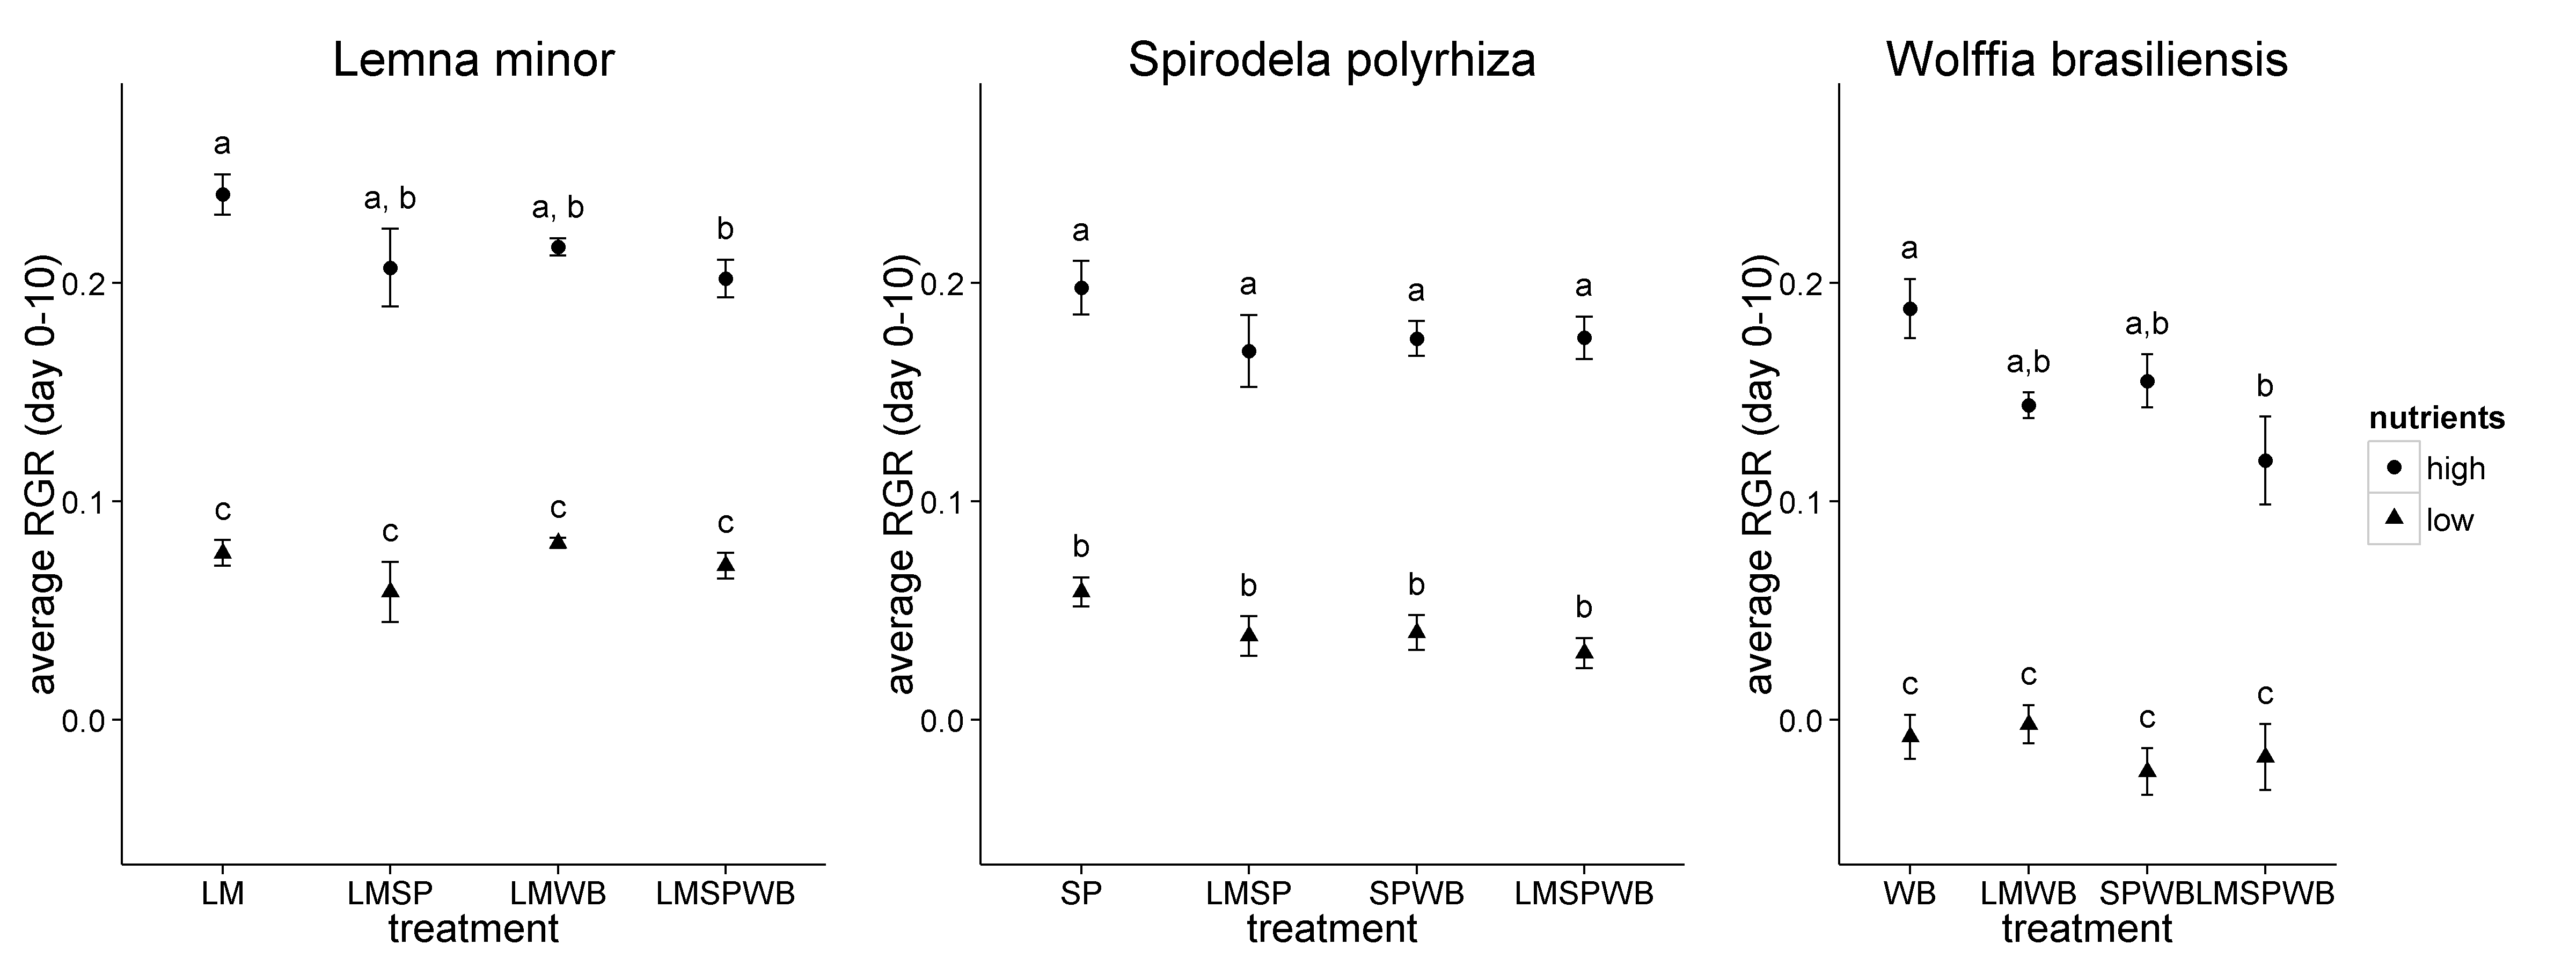 Lemna minor
average RGR (day 0-10)
0.2
0.1
0.0
a
a, b
a, b
b
c
c
c
c
LM LMSP LMWB LMSPWB
treatment
Spirodela polyrhiza
average RGR (day 0-10)
0.2
0.1
0.0
a
a
a
a
b
b
b
b
SP LMSP SPWB LMSPWB
treatment
Wolffia brasiliensis
average RGR (day 0-10)
0.2
0.1
0.0
a
a,b
a,b
b
c
c
c
c
WB LMWB SPWB LMSPWB
treatment
nutrients
high
low